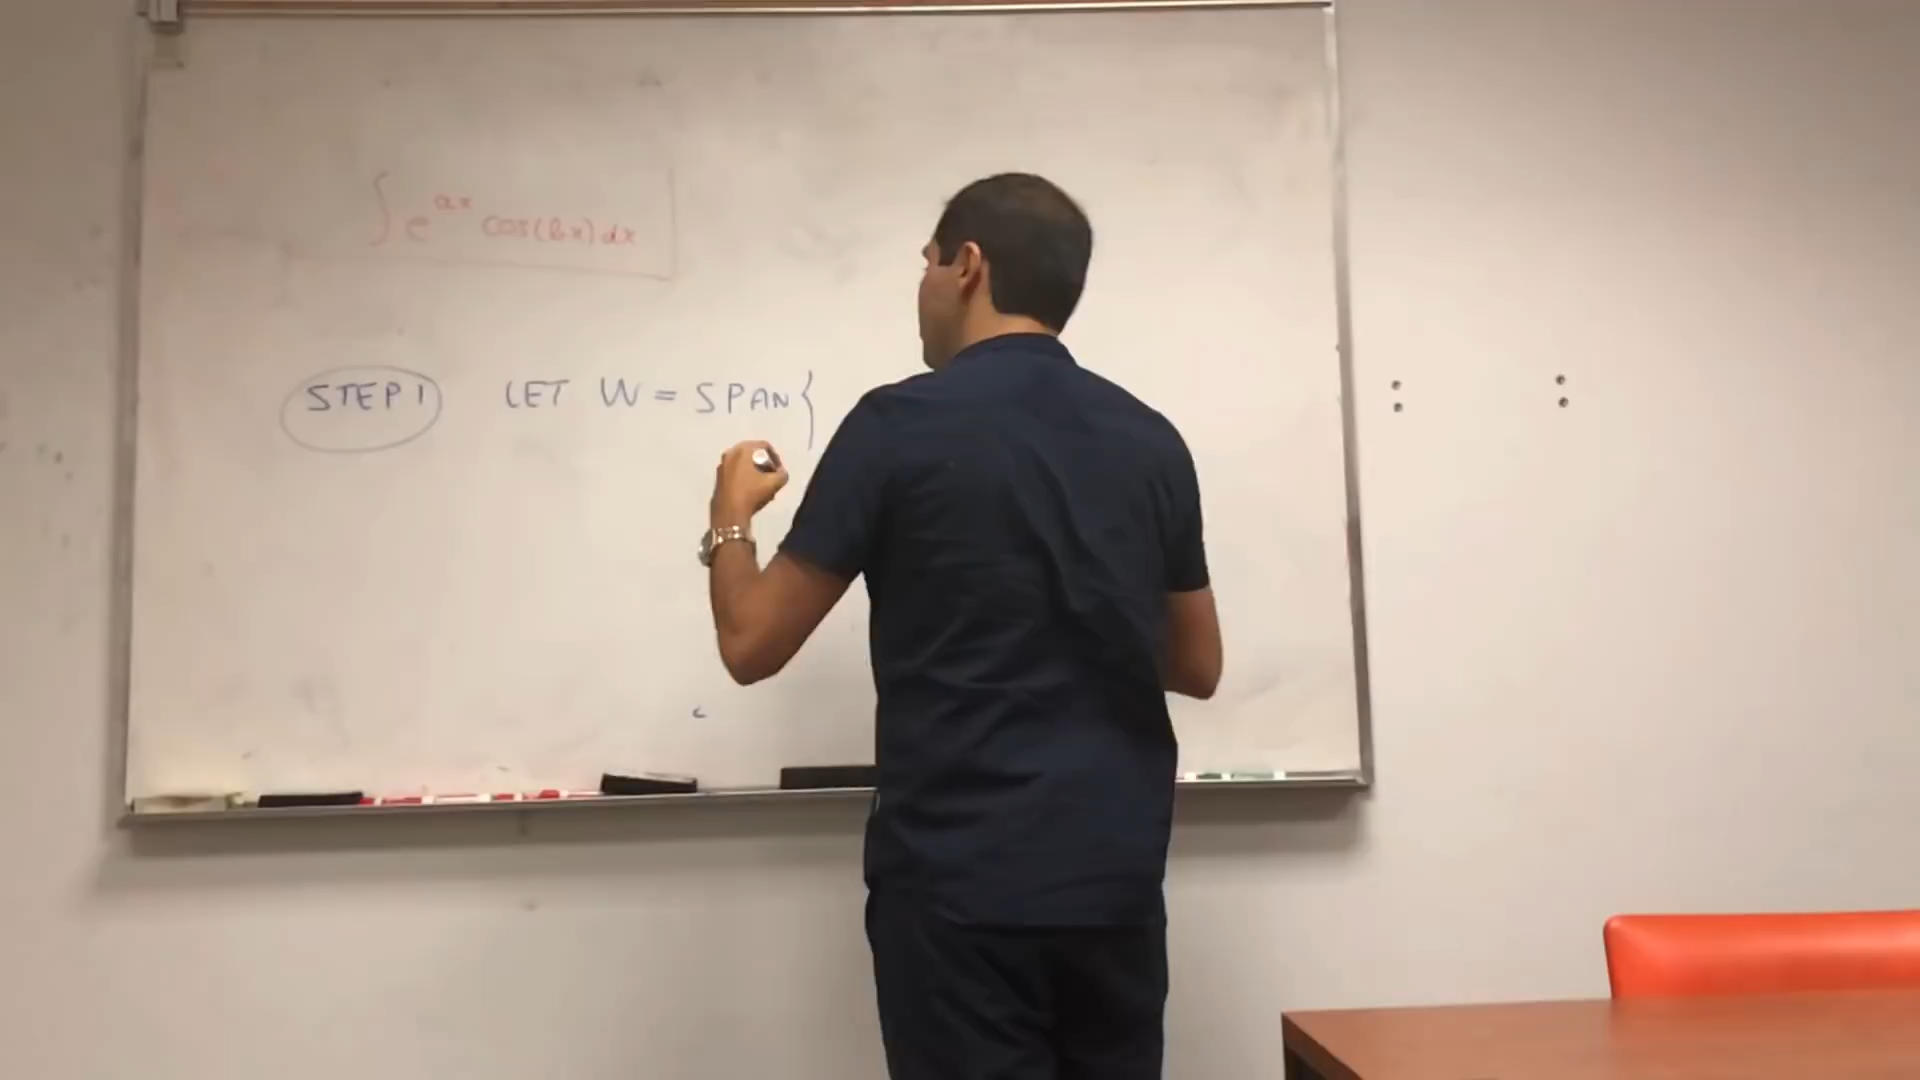 ∫ e^{ax} cos(bx) dx
STEP 1 LET W = SPAN {